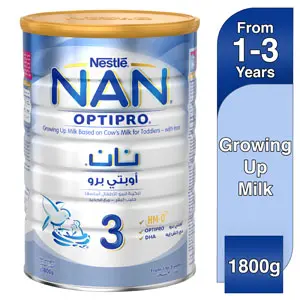 Nestlé
NAN
OPTIPRO
Growing Up Milk Based on Cow's Milk for Toddlers – with Iron
نان
أوبتي برو
3
HM-O
OPTIPRO
DHA
1800g
From
1-3
Years
Growing
Up
Milk
1800g